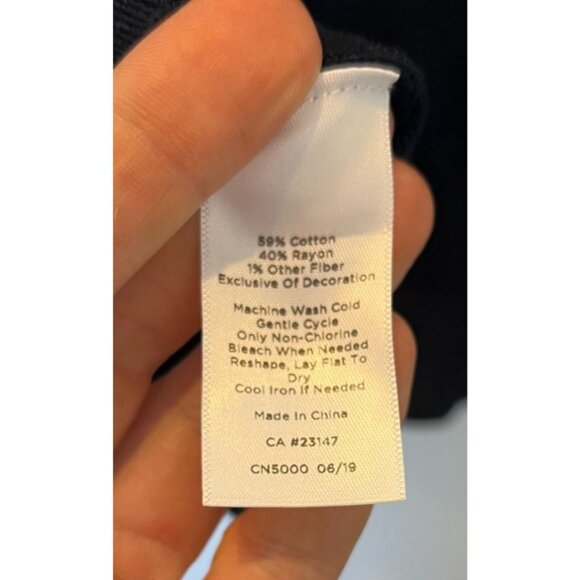 59% Cotton
40% Rayon
1% Other Fiber
Exclusive Of Decoration
Machine Wash Cold
Gentle Cycle
Only Non-Chlorine
Bleach When Needed
Reshape, Lay Flat To
Dry
Cool Iron If Needed
Made In China
CA #23147
CN5000 06/19